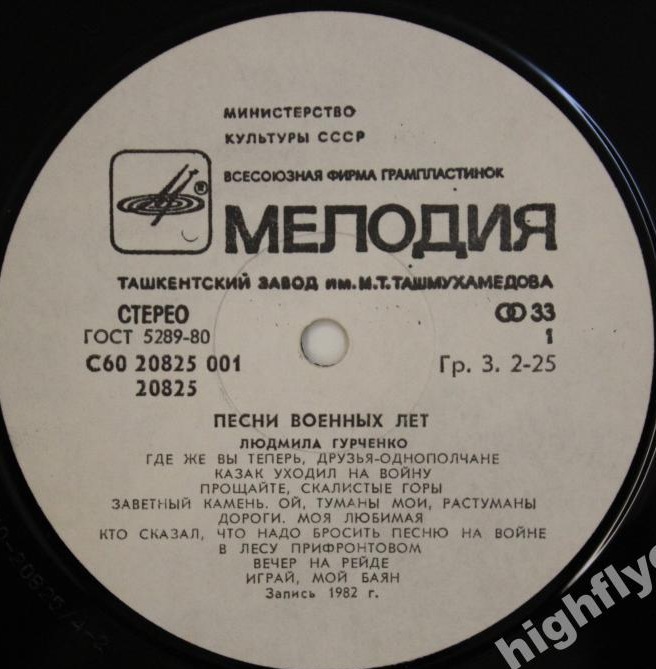 МИНИСТЕРСТВО
КУЛЬТУРЫ СССР
ВСЕСОЮЗНАЯ ФИРМА ГРАМПЛАСТИНОК
®
МЕЛОДИЯ
ТАШКЕНТСКИЙ ЗАВОД им. М.Т. ТАШМУХАМЕДОВА
СТЕРЕО
33
ГОСТ 5289-80
1
С60 20825 001
Гр. 3. 2-25
20825
ПЕСНИ ВОЕННЫХ ЛЕТ
ЛЮДМИЛА ГУРЧЕНКО
ГДЕ ЖЕ ВЫ ТЕПЕРЬ, ДРУЗЬЯ-ОДНОПОЛЧАНЕ
КАЗАК УХОДИЛ НА ВОЙНУ
ПРОЩАЙТЕ, СКАЛИСТЫЕ ГОРЫ
ЗАВЕТНЫЙ КАМЕНЬ. ОЙ, ТУМАНЫ МОИ, РАСТУМАНЫ
ДОРОГИ. МОЯ ЛЮБИМАЯ
КТО СКАЗАЛ, ЧТО НАДО БРОСИТЬ ПЕСНЮ НА ВОЙНЕ
В ЛЕСУ ПРИФРОНТОВОМ
ВЕЧЕР НА РЕЙДЕ
ИГРАЙ, МОЙ БАЯН
Запись 1982 г.